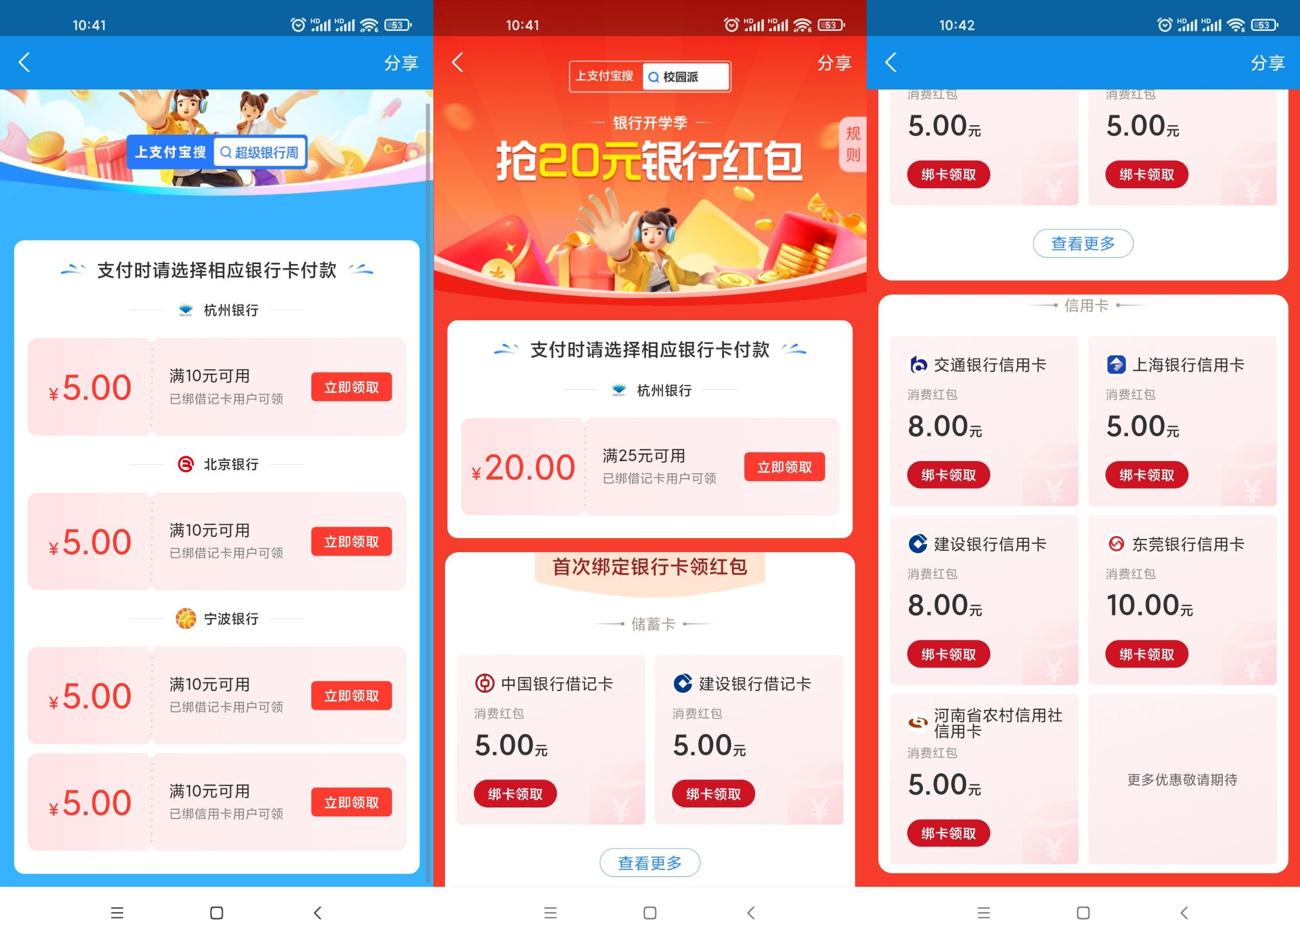 10:41
53
分享
上支付宝搜
超级银行周
支付时请选择相应银行卡付款
杭州银行
¥5.00
满10元可用
已绑借记卡用户可领
立即领取
北京银行
¥5.00
满10元可用
已绑借记卡用户可领
立即领取
宁波银行
¥5.00
满10元可用
已绑借记卡用户可领
立即领取
¥5.00
满10元可用
已绑信用卡用户可领
立即领取
10:41
53
分享
上支付宝搜
校园派
银行开学季
抢20元银行红包
规则
支付时请选择相应银行卡付款
杭州银行
¥20.00
满25元可用
已绑借记卡用户可领
立即领取
首次绑定银行卡领红包
储蓄卡
中国银行借记卡
消费红包
5.00元
绑卡领取
建设银行借记卡
消费红包
5.00元
绑卡领取
查看更多
10:42
53
分享
消费红包
5.00元
绑卡领取
消费红包
5.00元
绑卡领取
查看更多
信用卡
交通银行信用卡
消费红包
8.00元
绑卡领取
上海银行信用卡
消费红包
5.00元
绑卡领取
建设银行信用卡
消费红包
8.00元
绑卡领取
东莞银行信用卡
消费红包
10.00元
绑卡领取
河南省农村信用社
信用卡
消费红包
5.00元
绑卡领取
更多优惠敬请期待